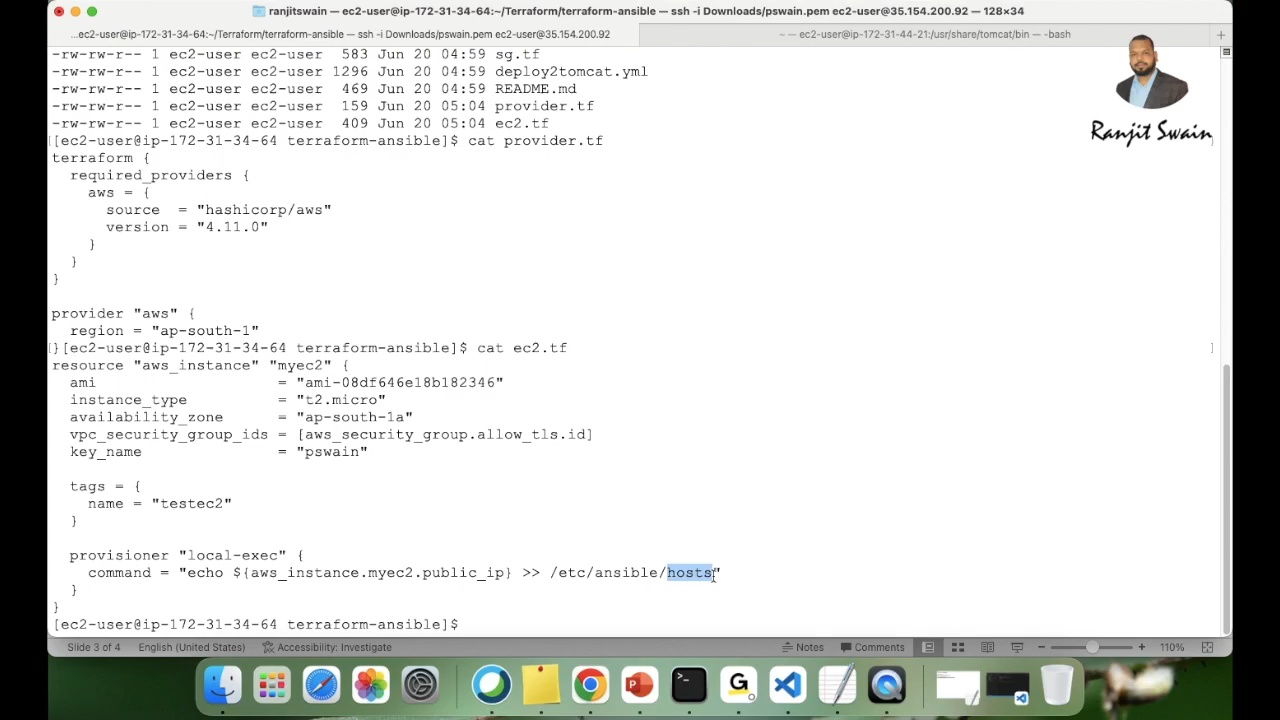 ranjitswain — ec2-user@ip-172-31-34-64:~/Terraform/terraform-ansible — ssh -i Downloads/pswain.pem ec2-user@35.154.200.92 — 128×34
...ec2-user@ip-172-31-34-64:~/Terraform/terraform-ansible — ssh -i Downloads/pswain.pem ec2-user@35.154.200.92
~ — ec2-user@ip-172-31-44-21:/usr/share/tomcat/bin — -bash
-rw-rw-r-- 1 ec2-user ec2-user  583 Jun 20 04:59 sg.tf
-rw-rw-r-- 1 ec2-user ec2-user 1296 Jun 20 04:59 deploy2tomcat.yml
-rw-rw-r-- 1 ec2-user ec2-user  469 Jun 20 04:59 README.md
-rw-rw-r-- 1 ec2-user ec2-user  159 Jun 20 05:04 provider.tf
-rw-rw-r-- 1 ec2-user ec2-user  409 Jun 20 05:04 ec2.tf
Ranjit Swain
[[ec2-user@ip-172-31-34-64 terraform-ansible]$ cat provider.tf ]
terraform {
  required_providers {
    aws = {
      source  = "hashicorp/aws"
      version = "4.11.0"
    }
  }
}
provider "aws" {
  region = "ap-south-1"
[}[ec2-user@ip-172-31-34-64 terraform-ansible]$ cat ec2.tf ]
resource "aws_instance" "myec2" {
  ami                    = "ami-08df646e18b182346"
  instance_type          = "t2.micro"
  availability_zone      = "ap-south-1a"
  vpc_security_group_ids = [aws_security_group.allow_tls.id]
  key_name               = "pswain"
  tags = {
    name = "testec2"
  }
  provisioner "local-exec" {
    command = "echo ${aws_instance.myec2.public_ip} >> /etc/ansible/hosts"
  }
}
[ec2-user@ip-172-31-34-64 terraform-ansible]$
Slide 3 of 4 English (United States) Accessibility: Investigate Notes Comments 110%